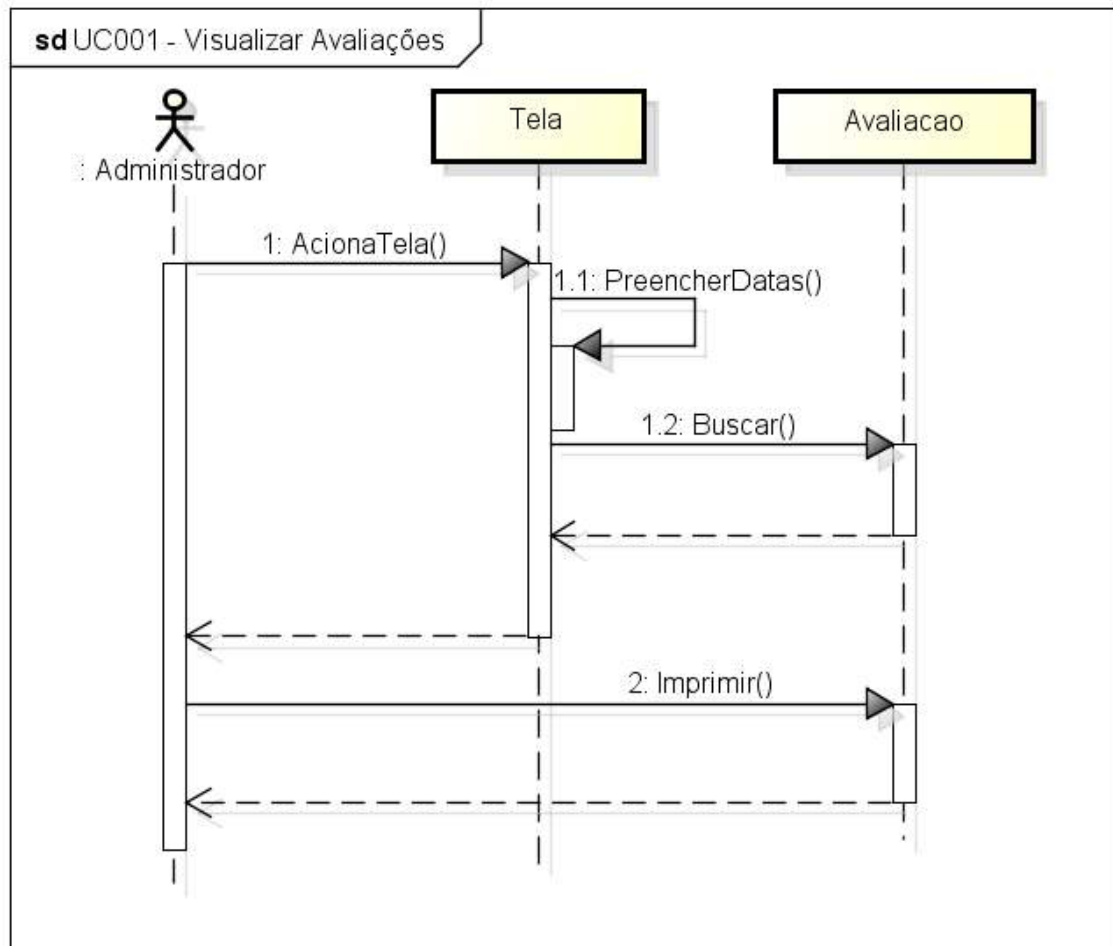 sd UC001 - Visualizar Avaliações
: Administrador
Tela
Avaliacao
1: AcionaTela()
1.1: PreencherDatas()
1.2: Buscar()
2: Imprimir()